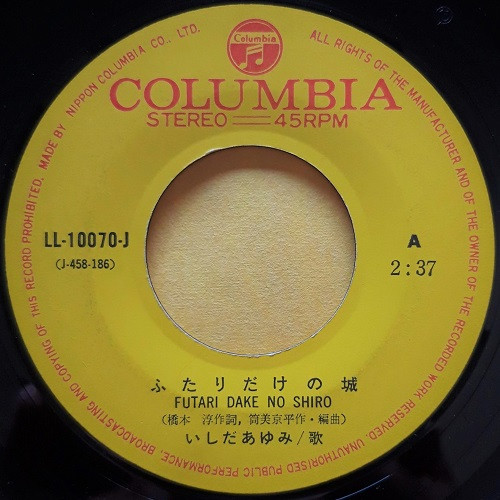 Columbia
COLUMBIA
STEREO 45RPM
MADE BY NIPPON COLUMBIA CO., LTD.
ALL RIGHTS OF THE MANUFACTURER AND OF THE OWNER OF THE RECORDED WORK RESERVED. UNAUTHORISED PUBLIC PERFORMANCE, BROADCASTING AND COPYING OF THIS RECORD PROHIBITED.
LL-10070-J
(J-458-186)
A
2:37
ふたりだけの城
FUTARI DAKE NO SHIRO
(橋本 淳作詞, 筒美京平作・編曲)
いしだあゆみ/歌